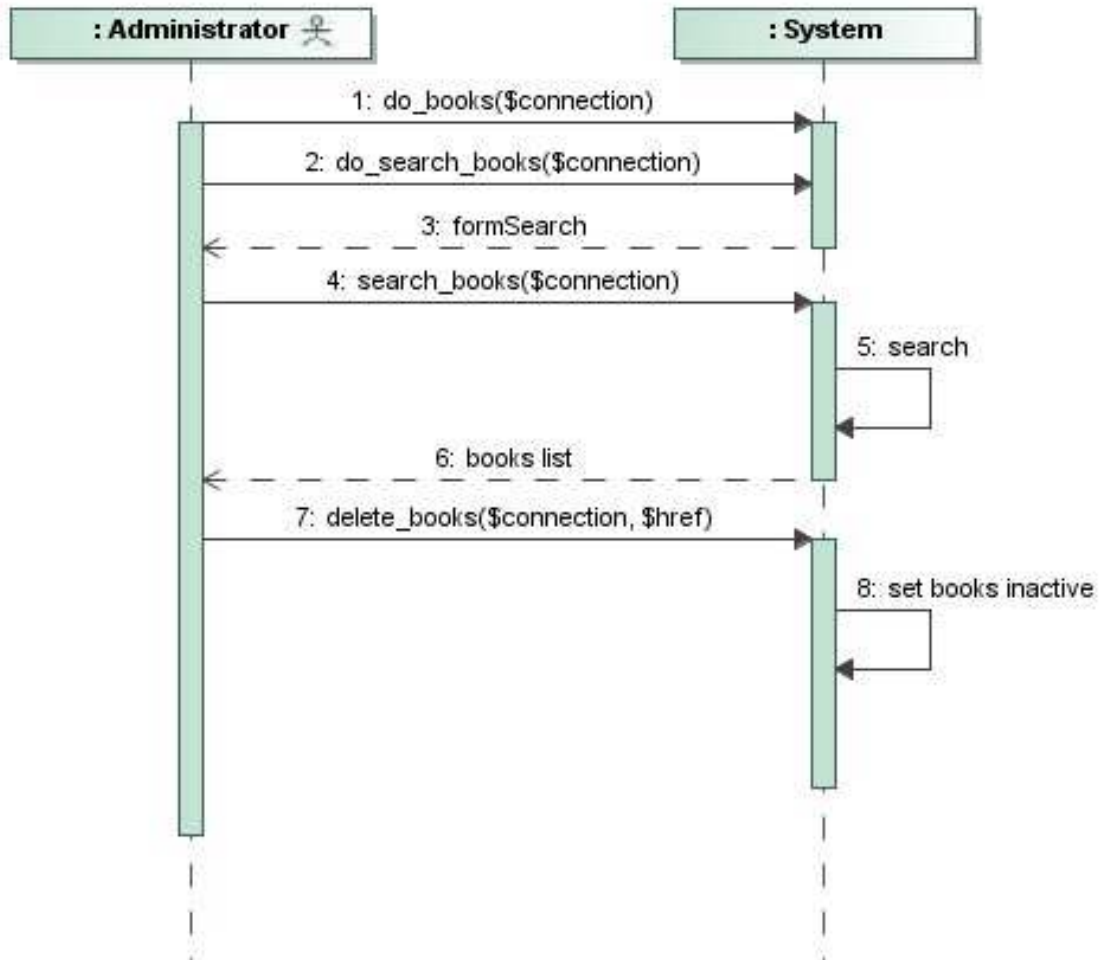 : Administrator
: System
1: do_books($connection)
2: do_search_books($connection)
3: formSearch
4: search_books($connection)
5: search
6: books list
7: delete_books($connection, $href)
8: set books inactive